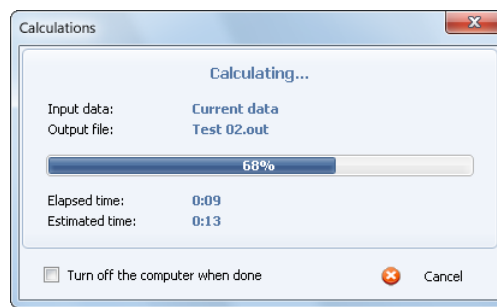 Calculations
Calculating...
Input data: Current data
Output file: Test 02.out
68%
Elapsed time: 0:09
Estimated time: 0:13
Turn off the computer when done Cancel